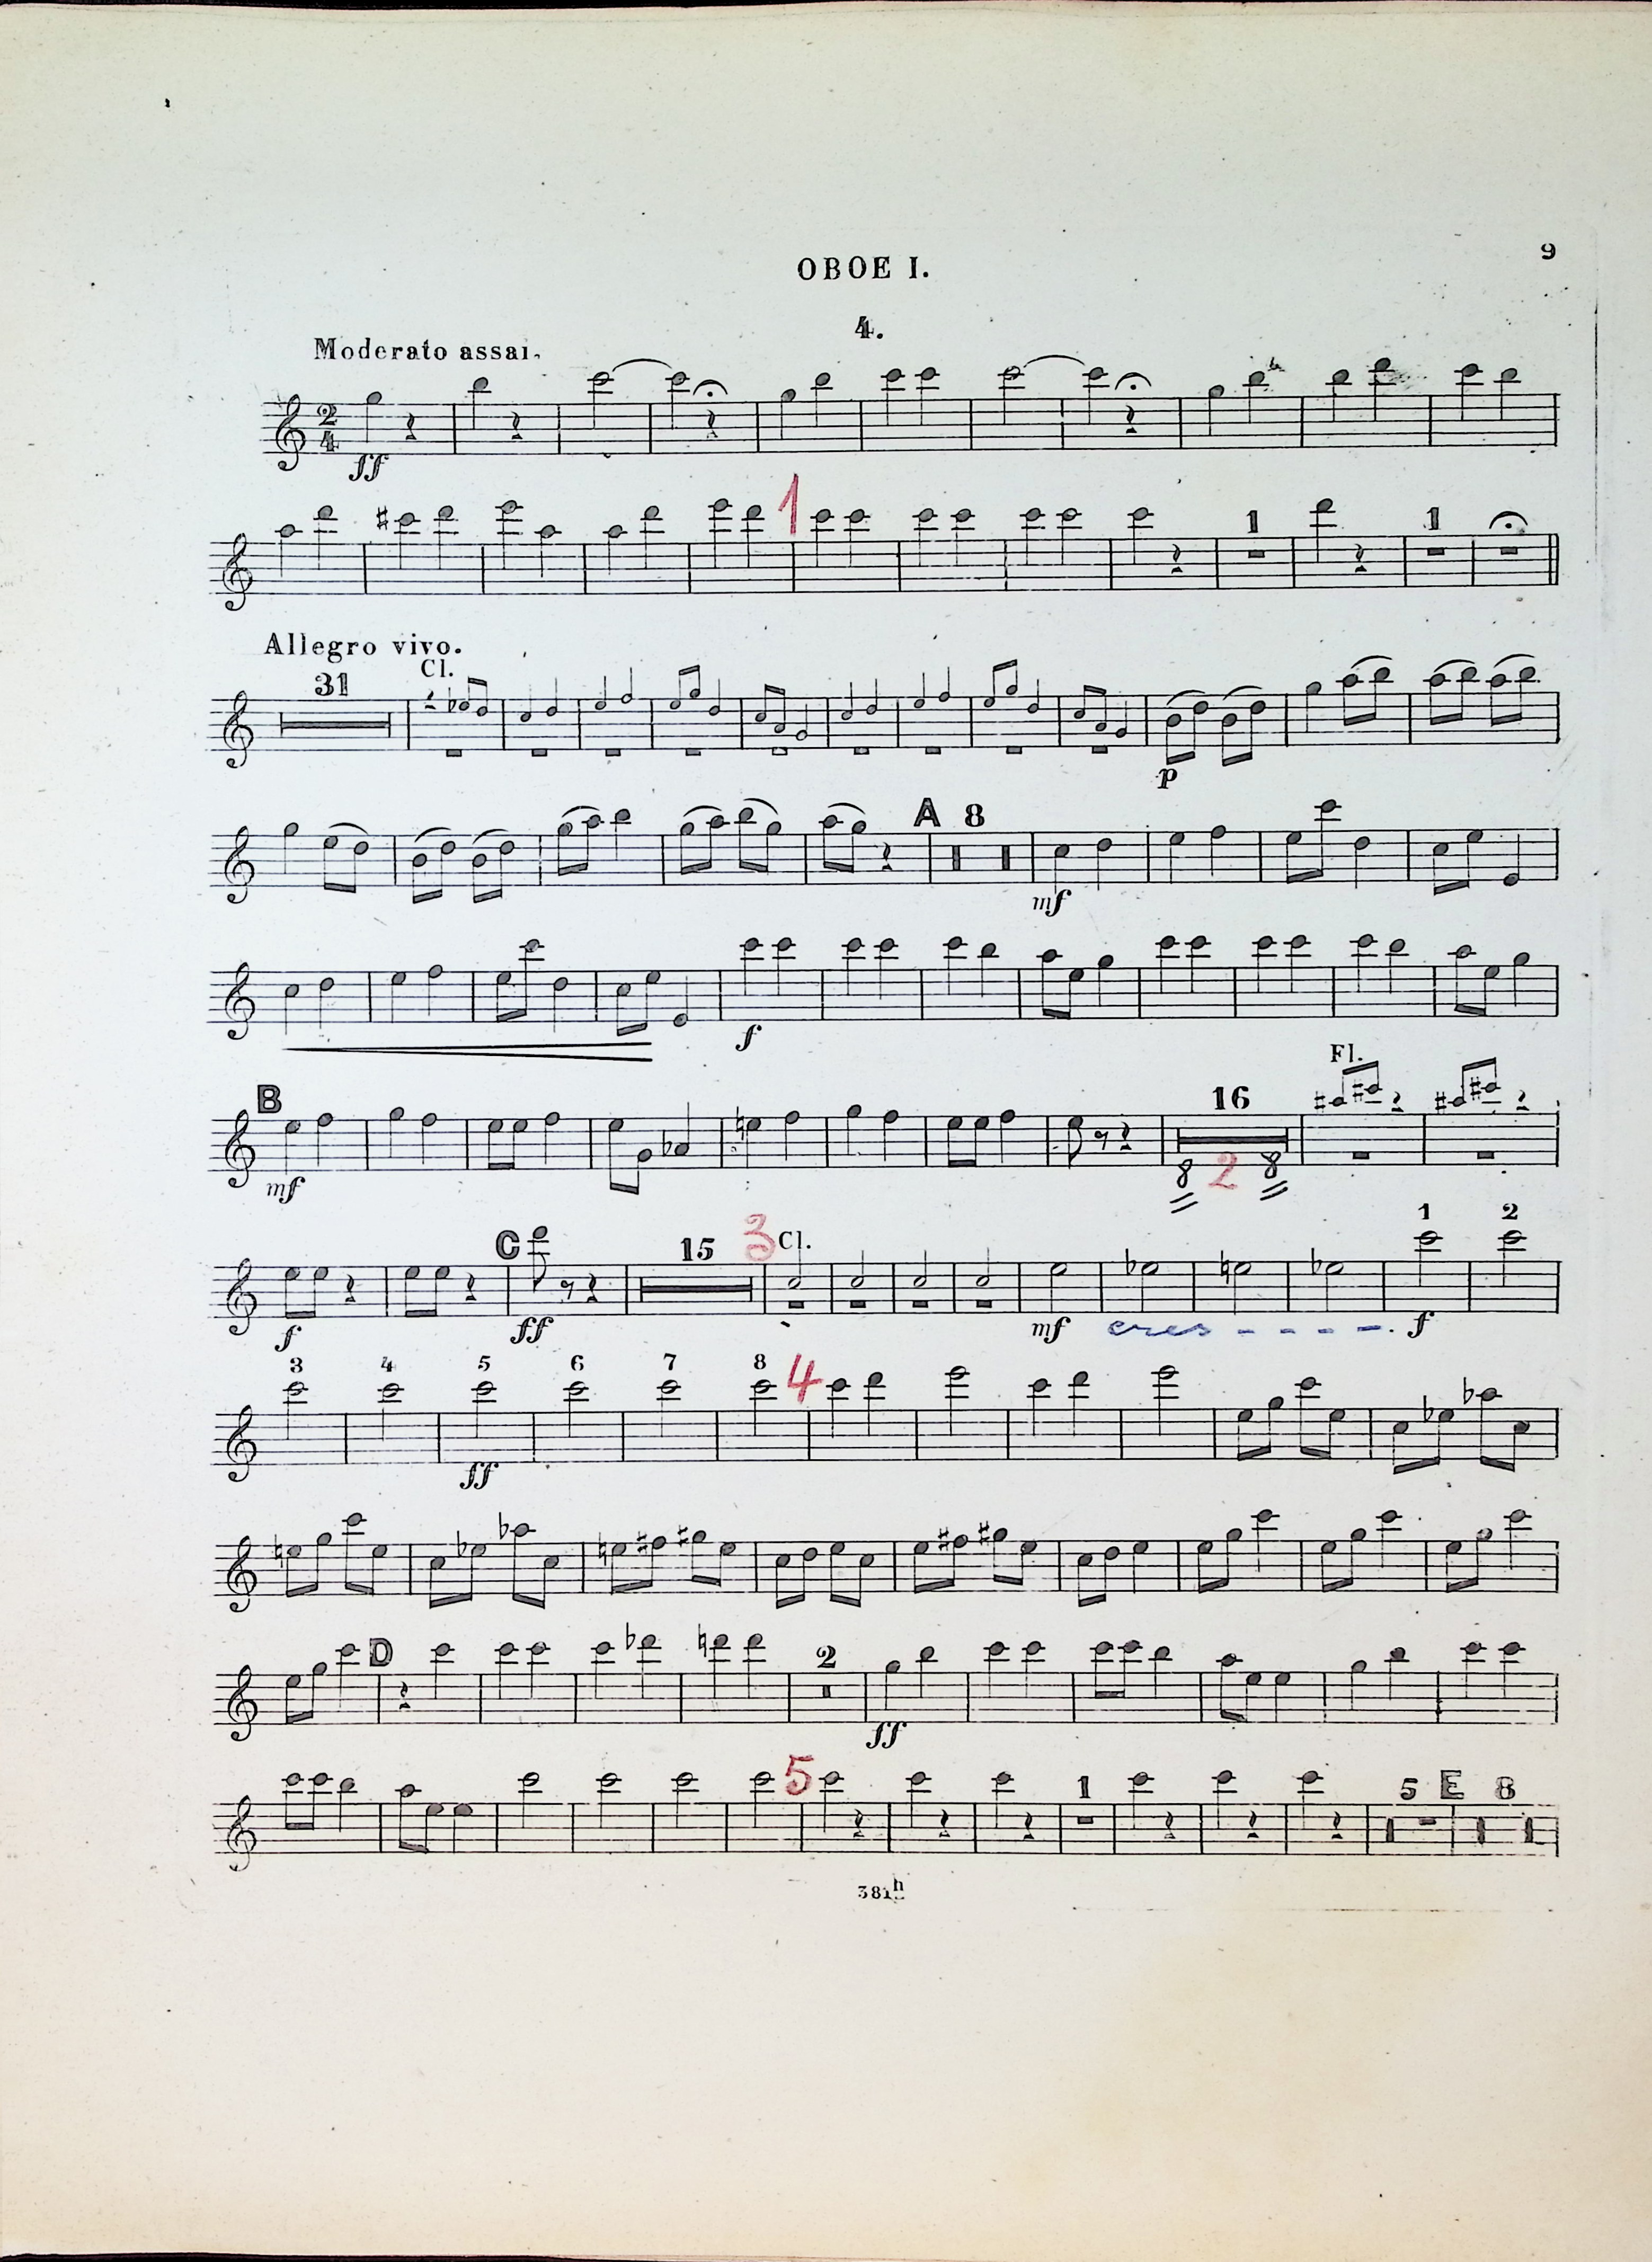 9
OBOE I.
4.
Moderato assai.
2
4
ff
1
1 1
Allegro vivo.
31 Cl.
p
A 8
mf
f
B
mf
16
Fl.
8 2 8
C
15
3 Cl.
1 2
f ff mf cres - - - - . f
3 4 5 6 7 8 4
ff
D
2
ff
5
1 5 E 8
381h